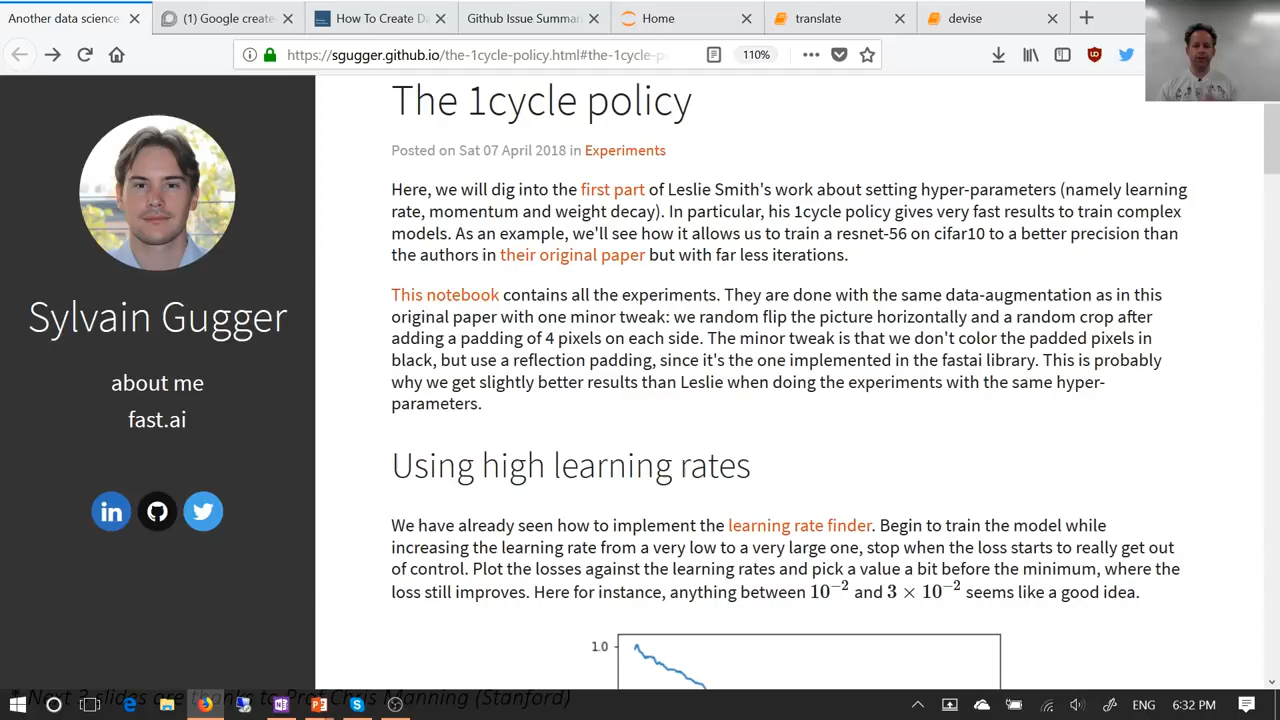 Another data science
(1) Google create
How To Create Da
Github Issue Summar
Home
translate
devise
https://sgugger.github.io/the-1cycle-policy.html#the-1cycle-p
110%
The 1cycle policy
Posted on Sat 07 April 2018 in Experiments
Here, we will dig into the first part of Leslie Smith's work about setting hyper-parameters (namely learning
rate, momentum and weight decay). In particular, his 1cycle policy gives very fast results to train complex
models. As an example, we'll see how it allows us to train a resnet-56 on cifar10 to a better precision than
the authors in their original paper but with far less iterations.
This notebook contains all the experiments. They are done with the same data-augmentation as in this
original paper with one minor tweak: we random flip the picture horizontally and a random crop after
adding a padding of 4 pixels on each side. The minor tweak is that we don't color the padded pixels in
black, but use a reflection padding, since it's the one implemented in the fastai library. This is probably
why we get slightly better results than Leslie when doing the experiments with the same hyper-
parameters.
Sylvain Gugger
about me
fast.ai
in
Using high learning rates
We have already seen how to implement the learning rate finder. Begin to train the model while
increasing the learning rate from a very low to a very large one, stop when the loss starts to really get out
of control. Plot the losses against the learning rates and pick a value a bit before the minimum, where the
loss still improves. Here for instance, anything between 10⁻² and 3 × 10⁻² seems like a good idea.
1.0
* Next 3 slides are thanks to Prof Chris Manning (Stanford)
ENG
6:32 PM